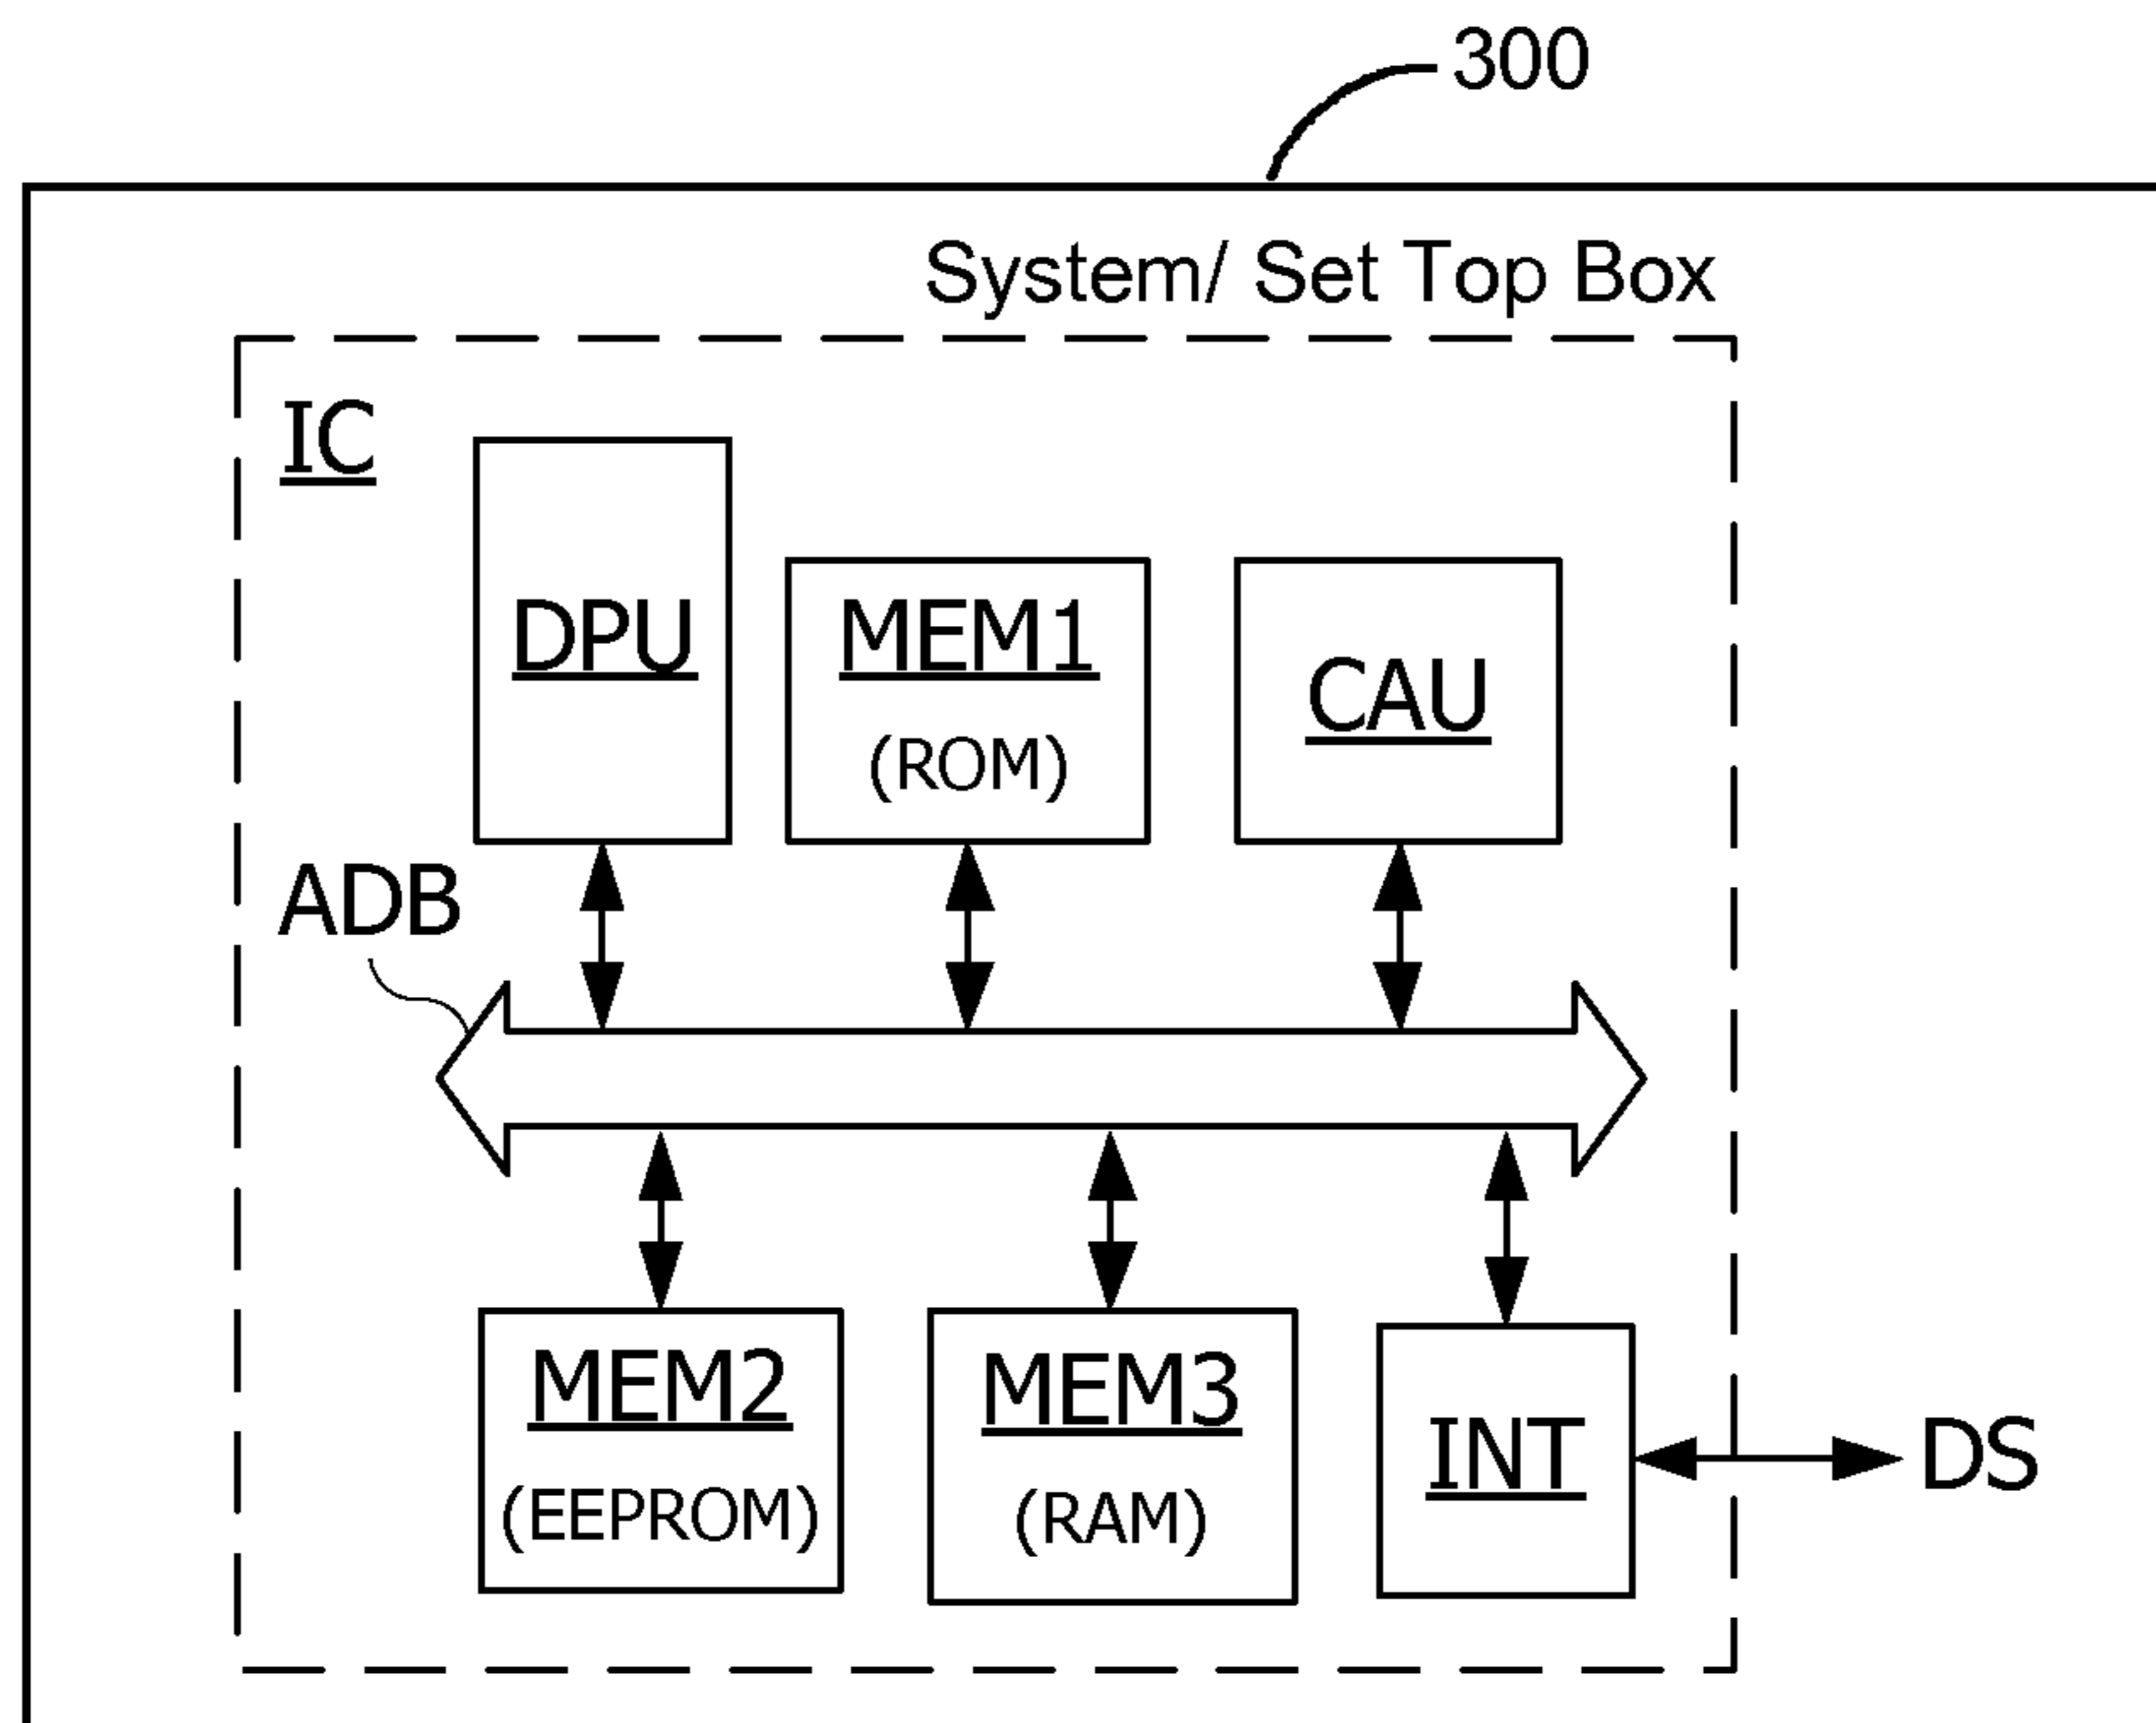 300
System/ Set Top Box
IC
DPU
MEM1
(ROM)
CAU
ADB
MEM2
(EEPROM)
MEM3
(RAM)
INT
DS